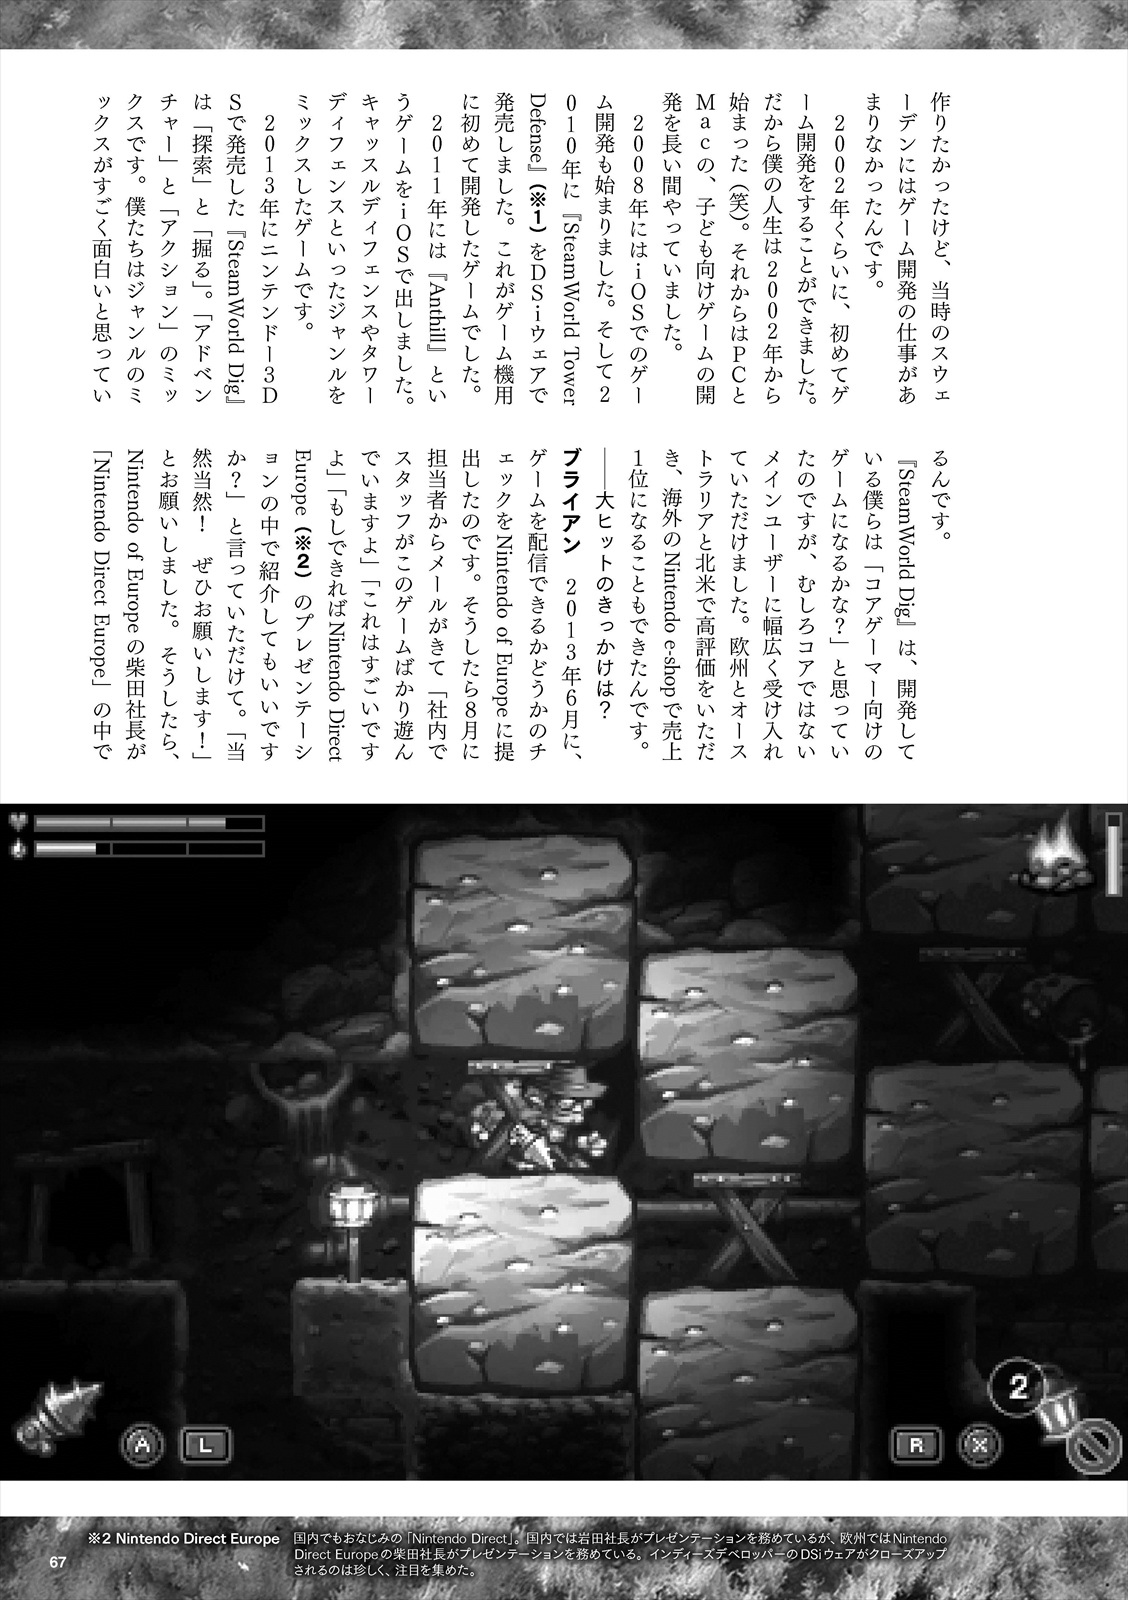 作りたかったけど、当時のスウェ
ーデンにはゲーム開発の仕事があ
まりなかったんです。
　2002年くらいに、初めてゲ
ーム開発をすることができました。
だから僕の人生は2002年から
始まった（笑）。それからはPCと
Macの、子ども向けゲームの開
発を長い間やっていました。
　2008年にはiOSでのゲー
ム開発も始まりました。そして2
010年に『SteamWorld Tower
Defense』（※1）をDSiウェアで
発売しました。これがゲーム機用
に初めて開発したゲームでした。
　2011年には『Anthill』とい
うゲームをiOSで出しました。
キャッスルディフェンスやタワー
ディフェンスといったジャンルを
ミックスしたゲームです。
　2013年にニンテンドー3D
Sで発売した『SteamWorld Dig』
は「探索」と「掘る」。「アドベン
チャー」と「アクション」のミッ
クスです。僕たちはジャンルのミ
ックスがすごく面白いと思ってい
るんです。
　『SteamWorld Dig』は、開発して
いる僕らは「コアゲーマー向けの
ゲームになるかな？」と思ってい
たのですが、むしろコアではない
メインユーザーに幅広く受け入れ
ていただけました。欧州とオース
トラリアと北米で高評価をいただ
き、海外のNintendo e-shopで売上
1位になることもできたんです。
――大ヒットのきっかけは？
ブライアン　2013年6月に、
ゲームを配信できるかどうかのチ
ェックをNintendo of Europeに提
出したのです。そうしたら8月に
担当者からメールがきて「社内で
スタッフがこのゲームばかり遊ん
でいますよ」「これはすごいです
よ」「もしできればNintendo Direct
Europe（※2）のプレゼンテーシ
ョンの中で紹介してもいいです
か？」と言っていただけて。「当
然当然！　ぜひお願いします！」
とお願いしました。そうしたら、
Nintendo of Europeの柴田社長が
「Nintendo Direct Europe」の中で
2
A
L
R
X
※2 Nintendo Direct Europe　国内でもおなじみの「Nintendo Direct」。国内では岩田社長がプレゼンテーションを務めているが、欧州ではNintendo
Direct Europeの柴田社長がプレゼンテーションを務めている。インディーズデベロッパーのDSiウェアがクローズアップ
されるのは珍しく、注目を集めた。
67